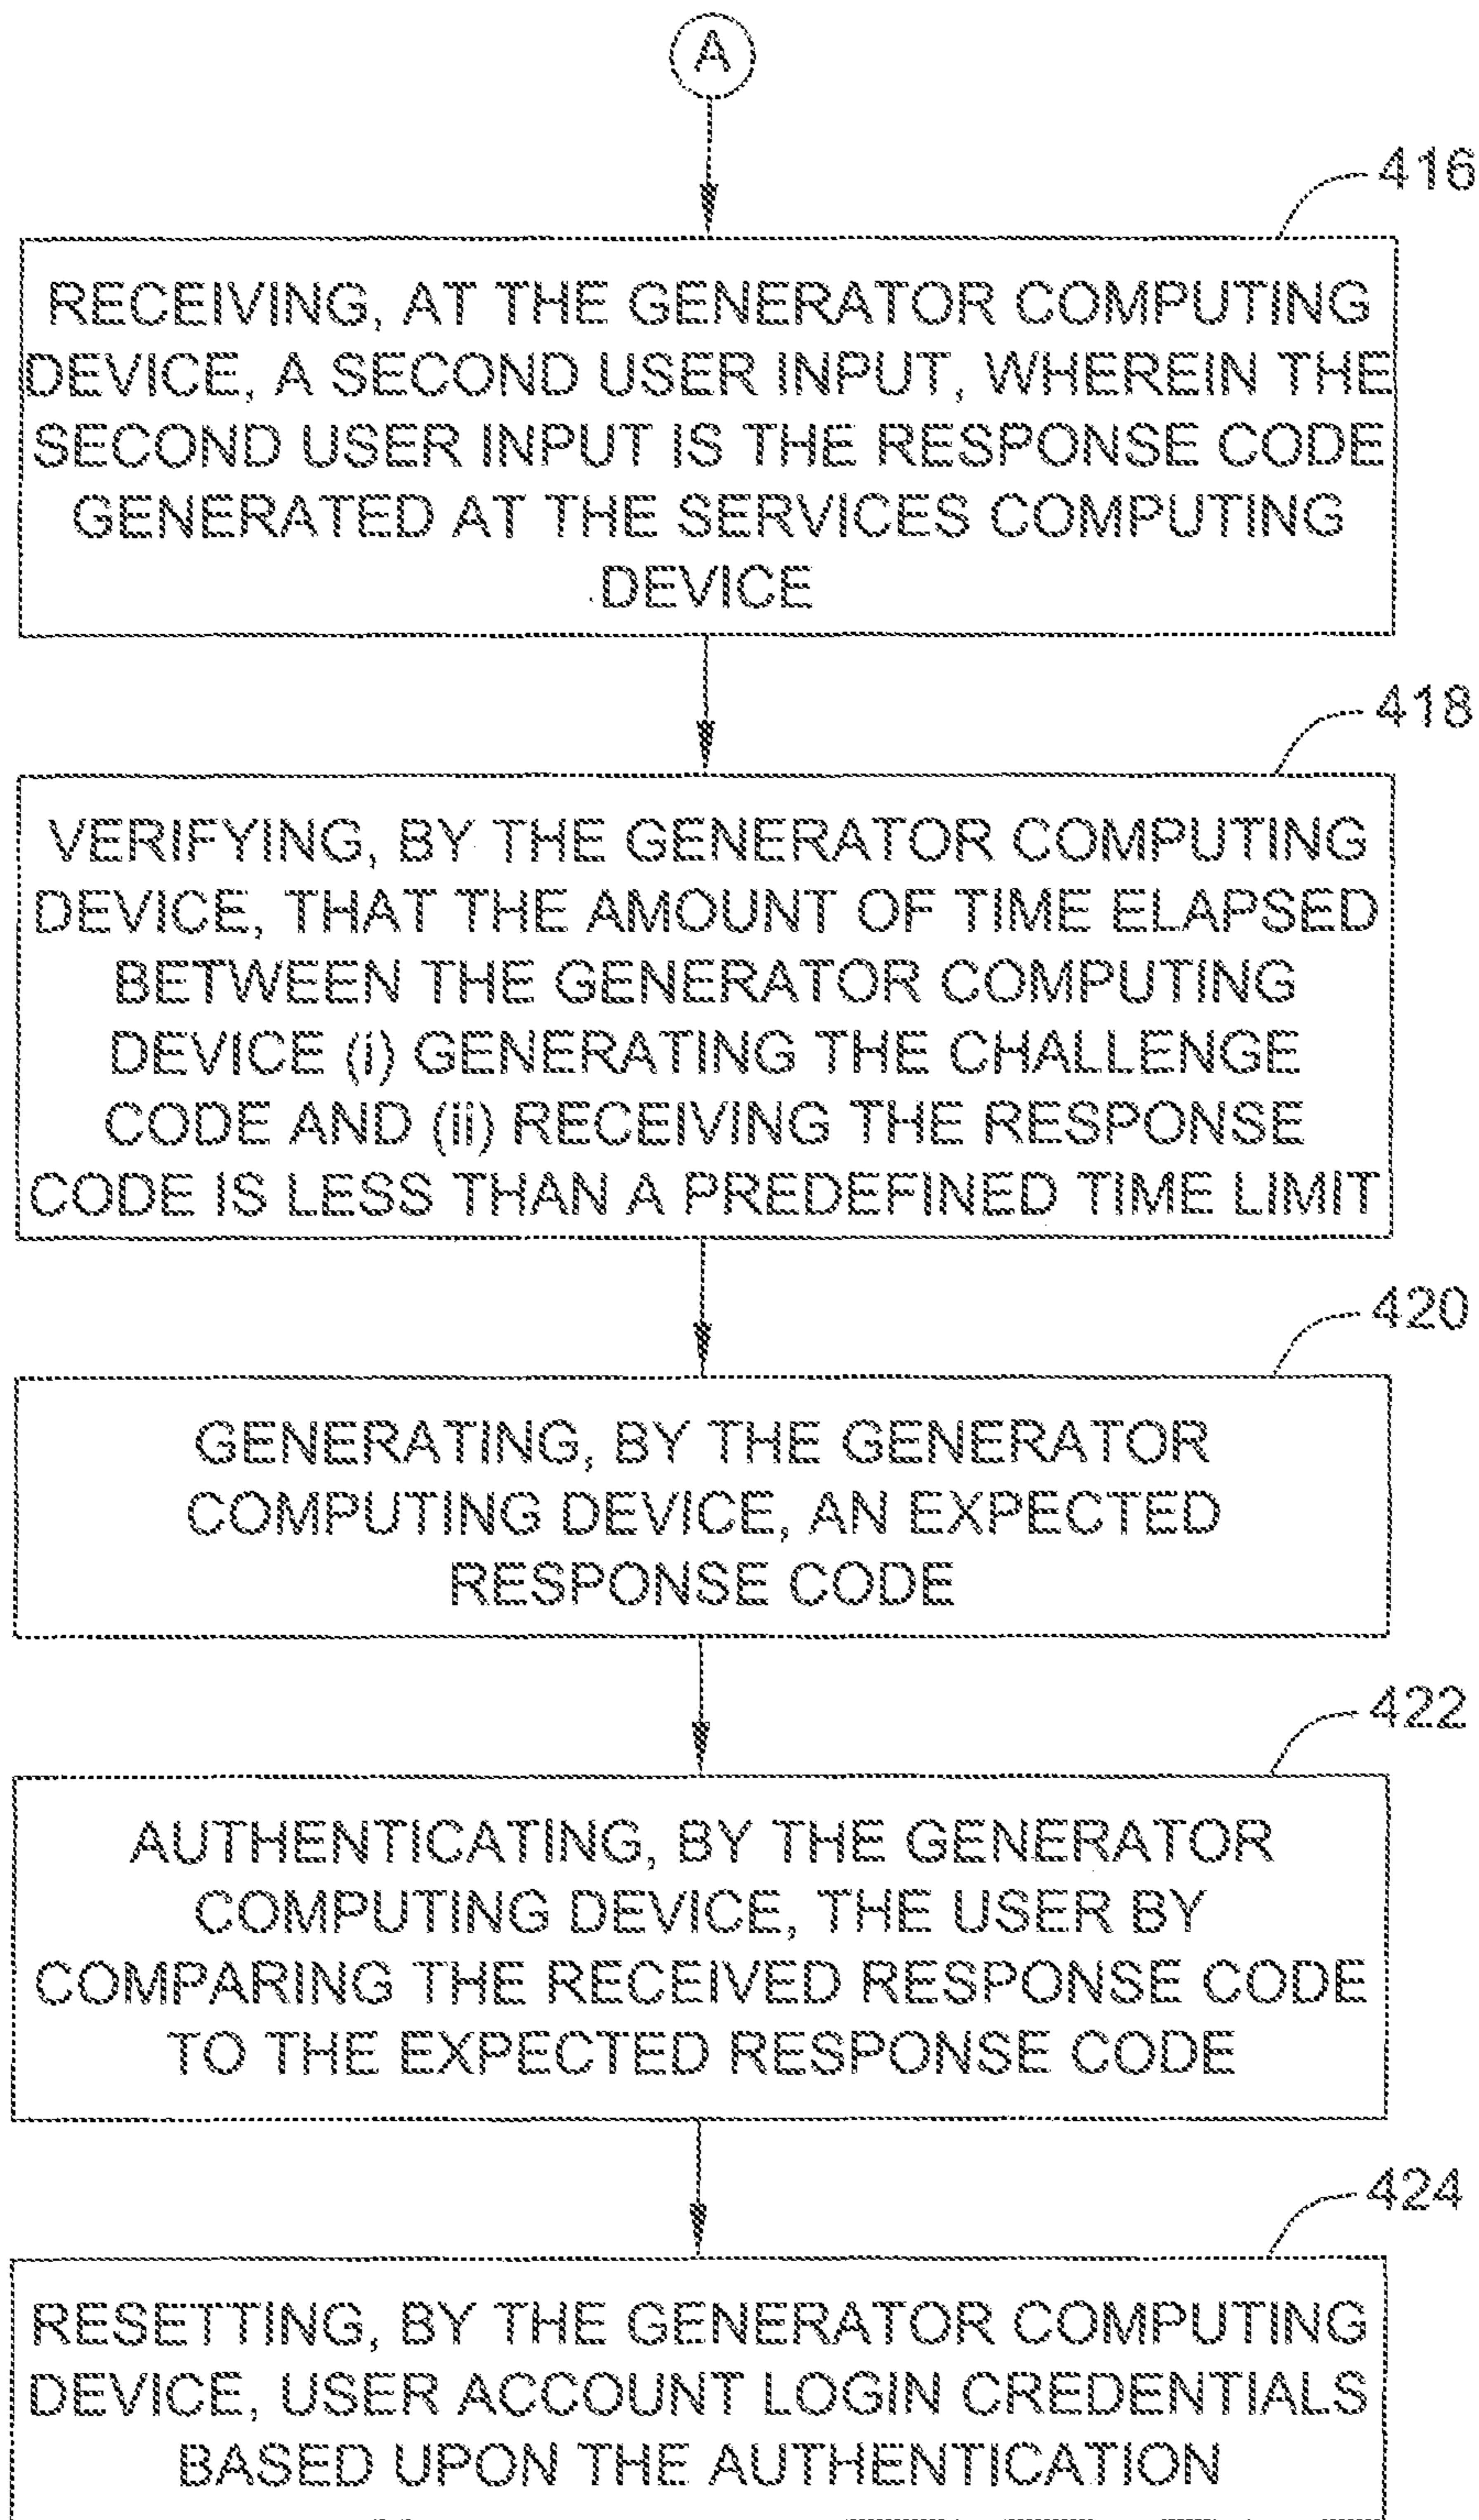 A
416
RECEIVING, AT THE GENERATOR COMPUTING
DEVICE, A SECOND USER INPUT, WHEREIN THE
SECOND USER INPUT IS THE RESPONSE CODE
GENERATED AT THE SERVICES COMPUTING
DEVICE
418
VERIFYING, BY THE GENERATOR COMPUTING
DEVICE, THAT THE AMOUNT OF TIME ELAPSED
BETWEEN THE GENERATOR COMPUTING
DEVICE (i) GENERATING THE CHALLENGE
CODE AND (ii) RECEIVING THE RESPONSE
CODE IS LESS THAN A PREDEFINED TIME LIMIT
420
GENERATING, BY THE GENERATOR
COMPUTING DEVICE, AN EXPECTED
RESPONSE CODE
422
AUTHENTICATING, BY THE GENERATOR
COMPUTING DEVICE, THE USER BY
COMPARING THE RECEIVED RESPONSE CODE
TO THE EXPECTED RESPONSE CODE
424
RESETTING, BY THE GENERATOR COMPUTING
DEVICE, USER ACCOUNT LOGIN CREDENTIALS
BASED UPON THE AUTHENTICATION